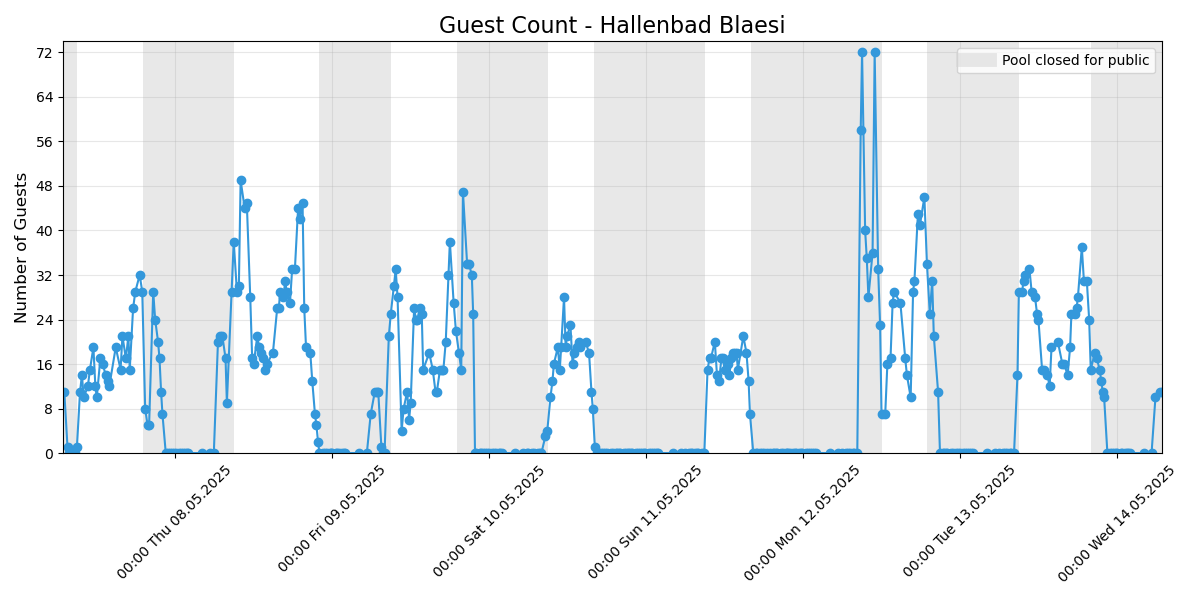 Guest Count - Hallenbad Blaesi
Pool closed for public
Number of Guests
72
64
56
48
40
32
24
16
8
0
00:00 Thu 08.05.2025
00:00 Fri 09.05.2025
00:00 Sat 10.05.2025
00:00 Sun 11.05.2025
00:00 Mon 12.05.2025
00:00 Tue 13.05.2025
00:00 Wed 14.05.2025